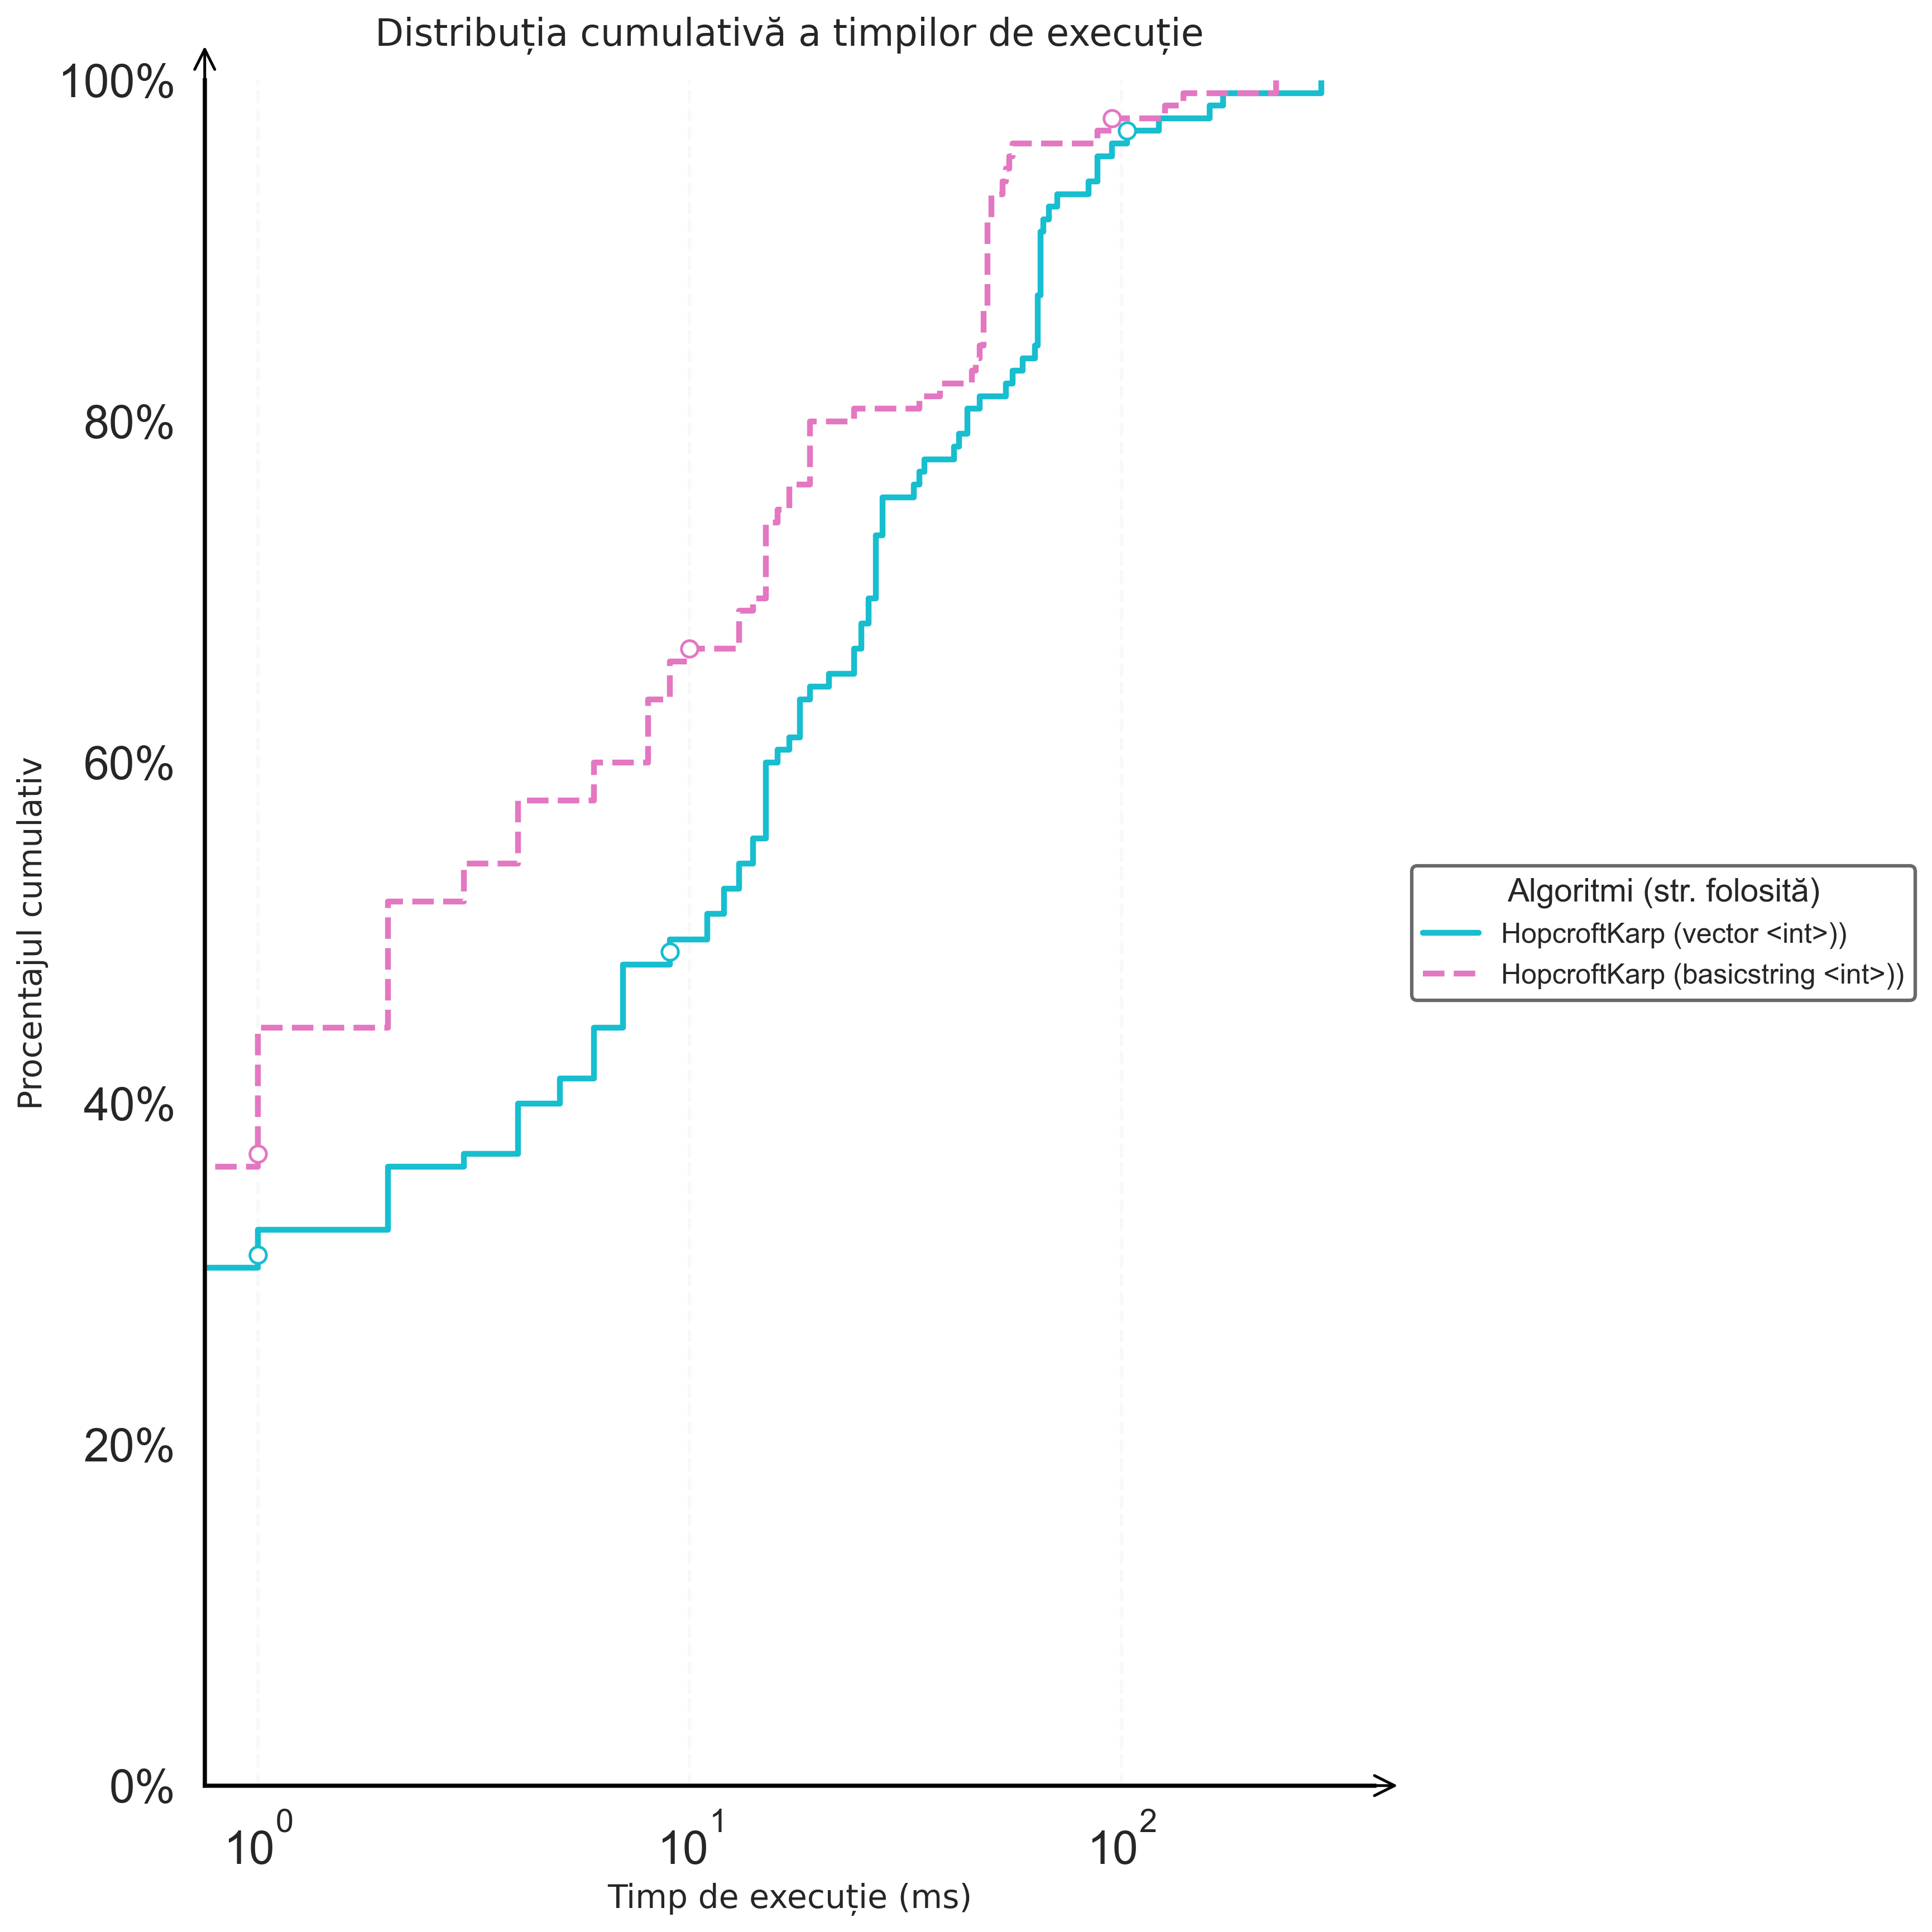 Distribuția cumulativă a timpilor de execuție
100%
80%
60%
40%
20%
0%
Procentajul cumulativ
10^0
10^1
10^2
Timp de execuție (ms)
Algoritmi (str. folosită)
HopcroftKarp (vector <int>))
HopcroftKarp (basicstring <int>))